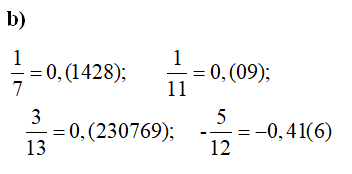 b)
1/7 = 0,(1428); 1/11 = 0,(09);
3/13 = 0,(230769); -5/12 = −0,41(6)